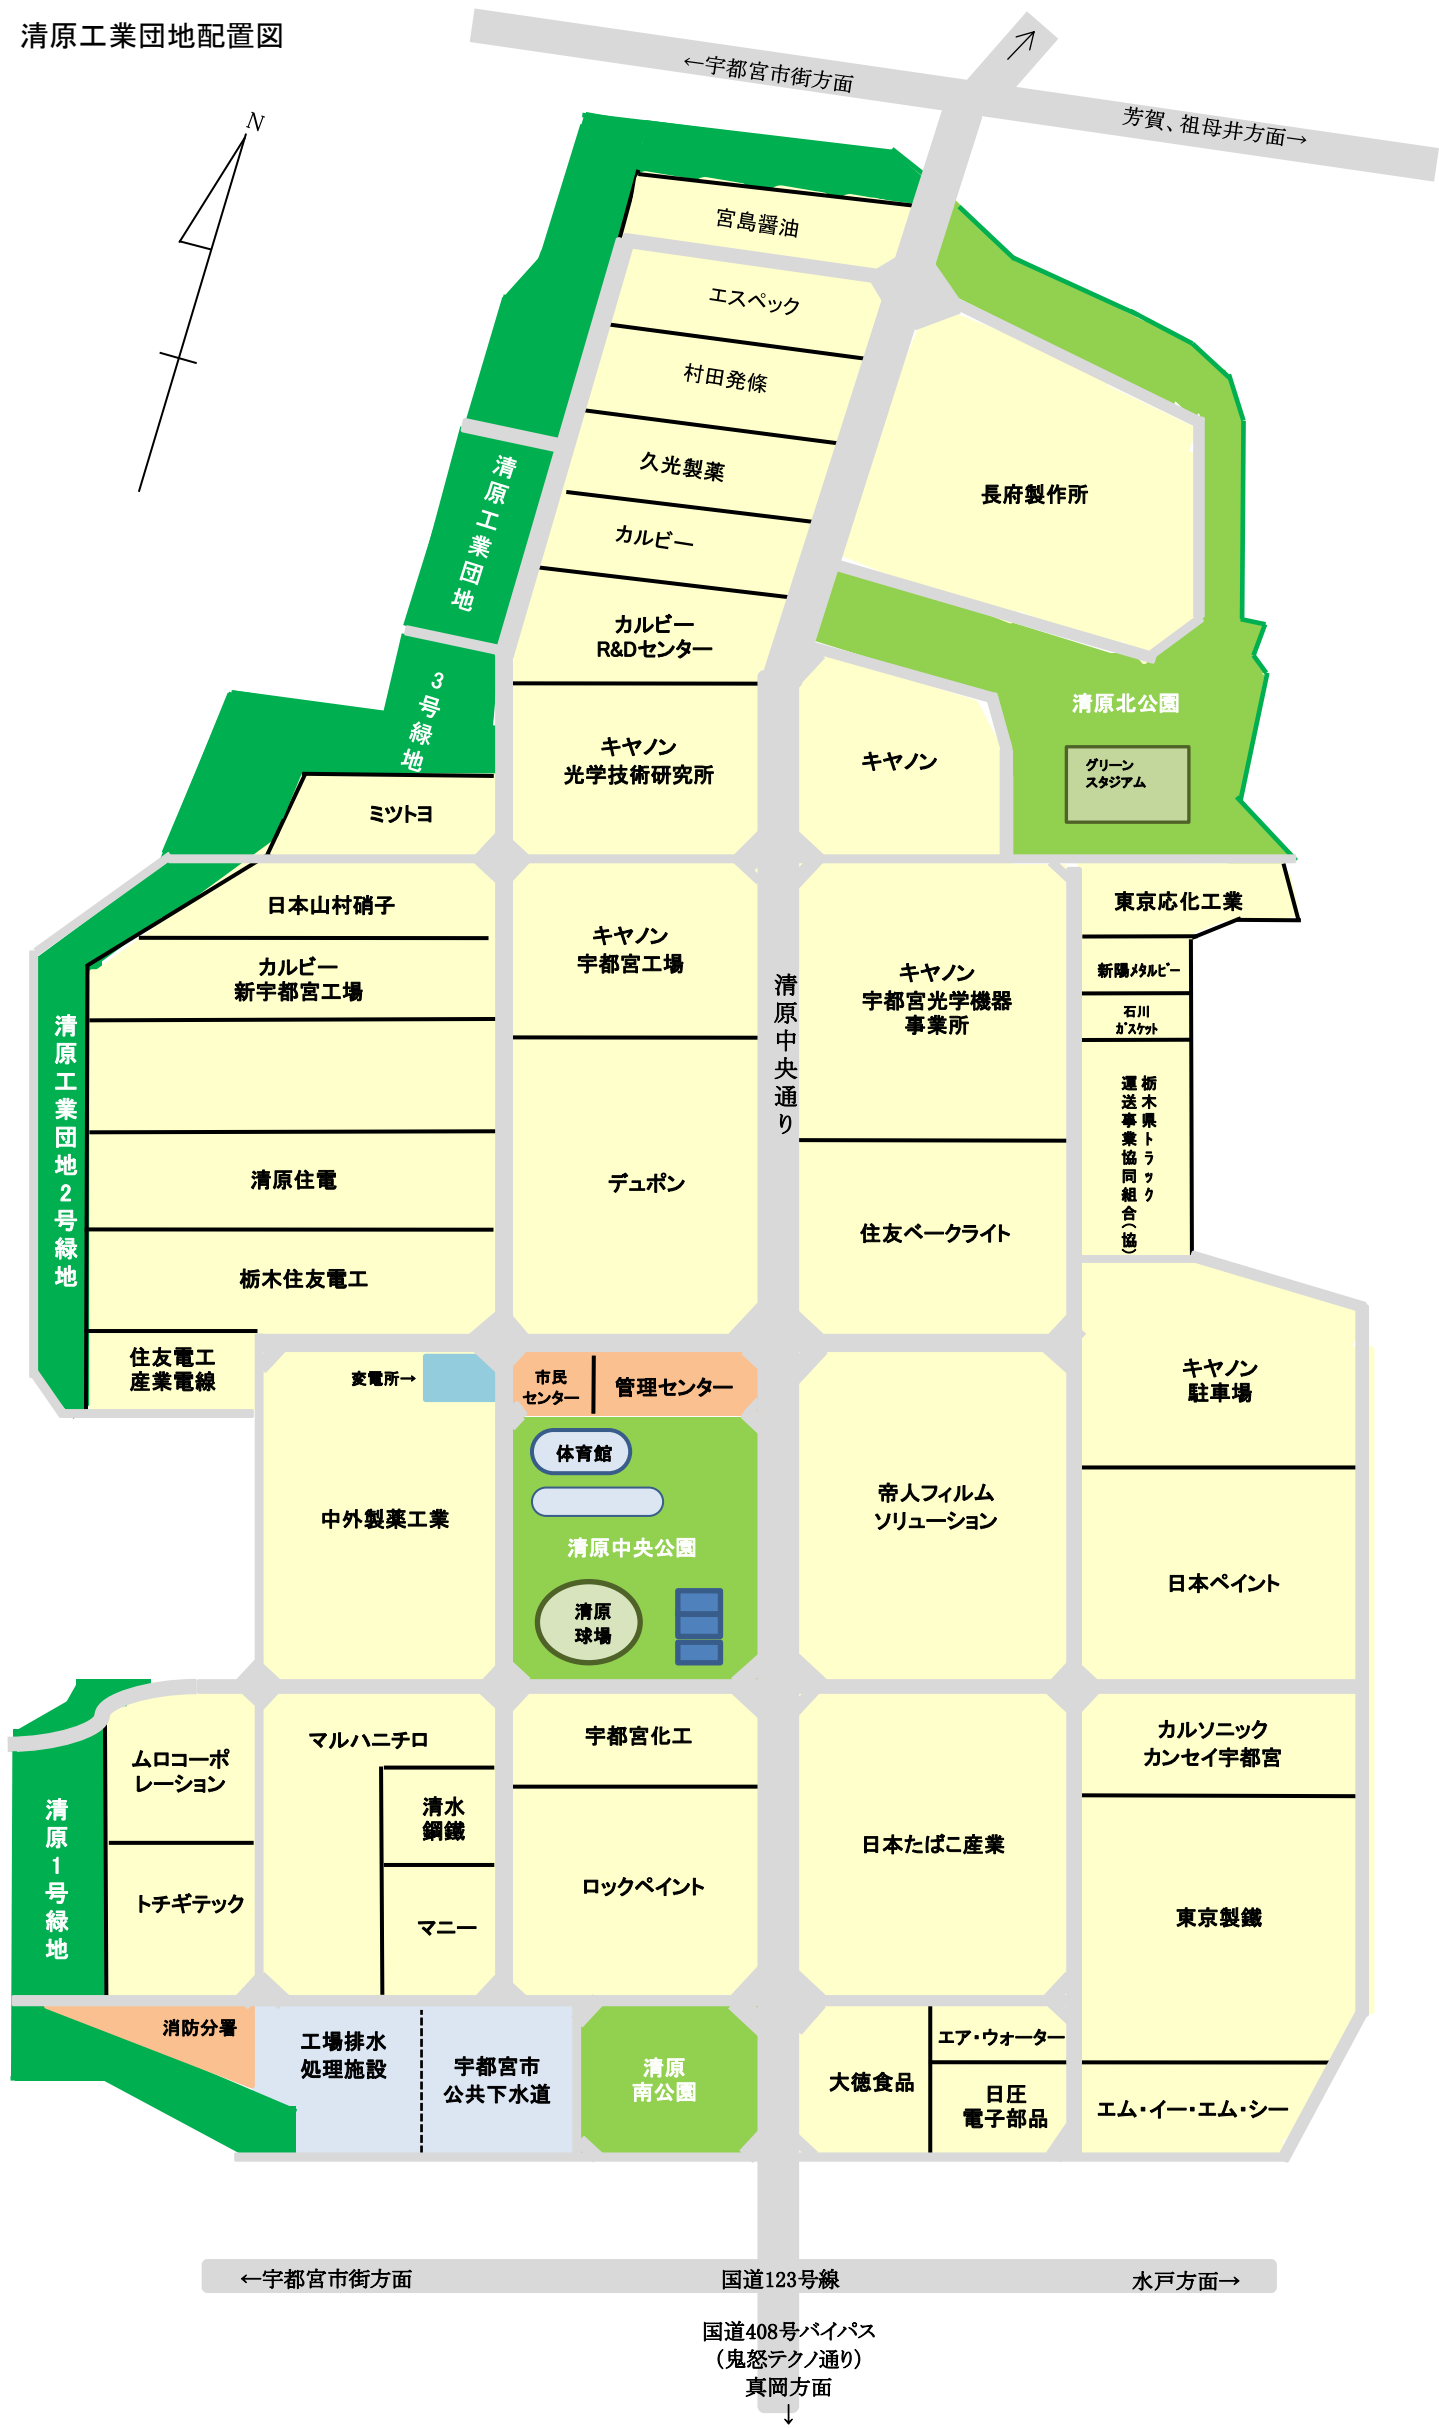 清原工業団地配置図
←宇都宮市街方面
芳賀、祖母井方面→
N
宮島醤油
エスペック
村田発條
久光製薬
長府製作所
カルビー
清原工業団地
3号緑地
カルビー
R&Dセンター
清原北公園
グリーン
スタジアム
キヤノン
光学技術研究所
キヤノン
ミツトヨ
日本山村硝子
カルビー
新宇都宮工場
キヤノン
宇都宮工場
キヤノン
宇都宮光学機器
事業所
東京応化工業
新陽メタルビー
石川
ガスケット
栃木県トラック
運送事業協同組合(協)
清原中央通り
清原工業団地2号緑地
清原住電
デュポン
住友ベークライト
栃木住友電工
住友電工
産業電線
変電所→
市民
センター
管理センター
キヤノン
駐車場
体育館
中外製薬工業
清原中央公園
清原
球場
帝人フィルム
ソリューション
日本ペイント
ムロコーポ
レーション
マルハニチロ
宇都宮化工
カルソニック
カンセイ宇都宮
清水
鋼鐵
清原1号緑地
トチギテック
マニー
ロックペイント
日本たばこ産業
東京製鐵
消防分署
工場排水
処理施設
宇都宮市
公共下水道
清原
南公園
大徳食品
エア・ウォーター
日圧
電子部品
エム・イー・エム・シー
←宇都宮市街方面
国道123号線
水戸方面→
国道408号バイパス
(鬼怒テクノ通り)
真岡方面
↓